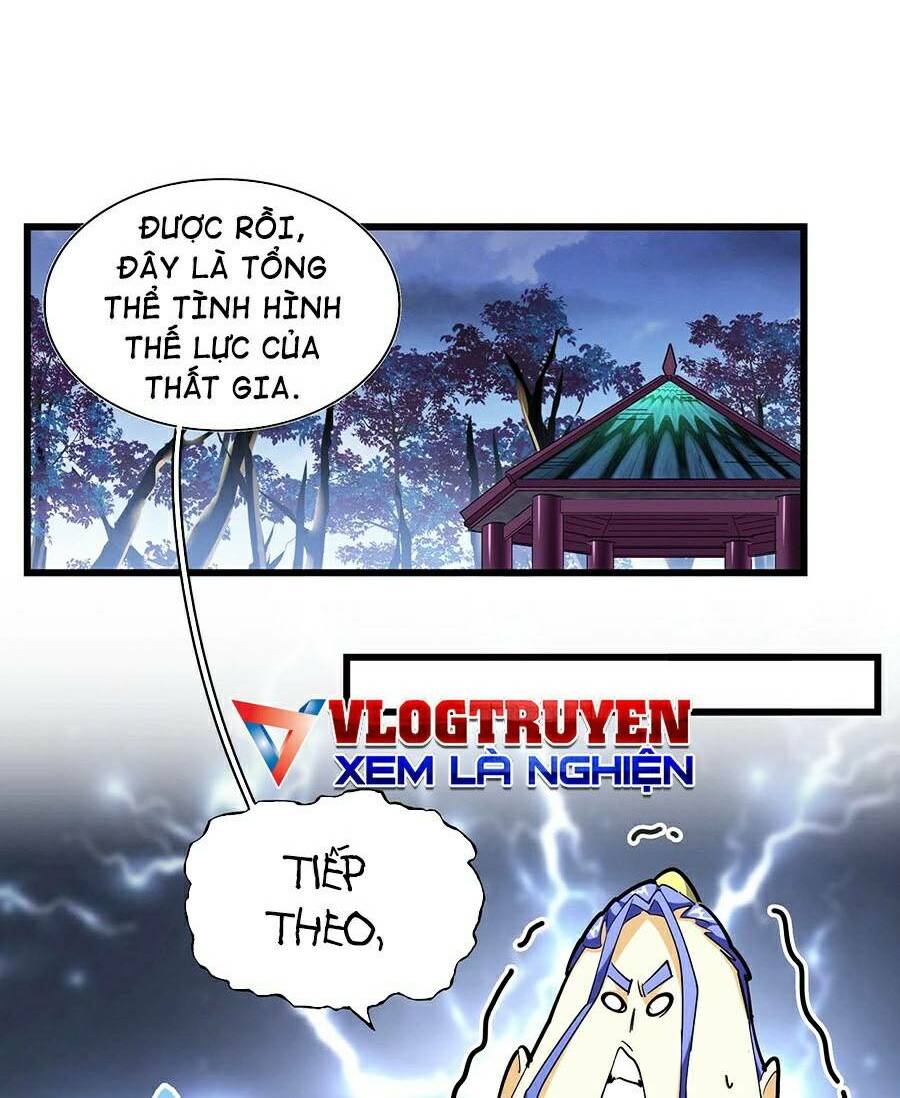 ĐƯỢC RỒI,
ĐÂY LÀ TỔNG
THỂ TÌNH HÌNH
THẾ LỰC CỦA
THẤT GIA.
VLOGTRUYEN
XEM LÀ NGHIỆN
TIẾP
THEO,